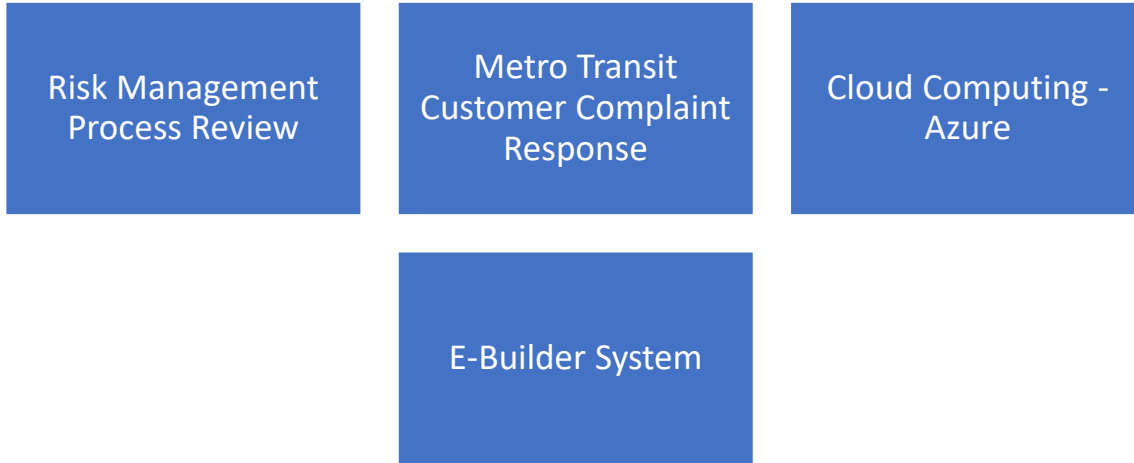 Risk Management
Process Review
Metro Transit
Customer Complaint
Response
Cloud Computing -
Azure
E-Builder System